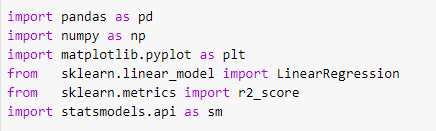 import pandas as pd
import numpy as np
import matplotlib.pyplot as plt
from   sklearn.linear_model import LinearRegression
from   sklearn.metrics import r2_score
import statsmodels.api as sm